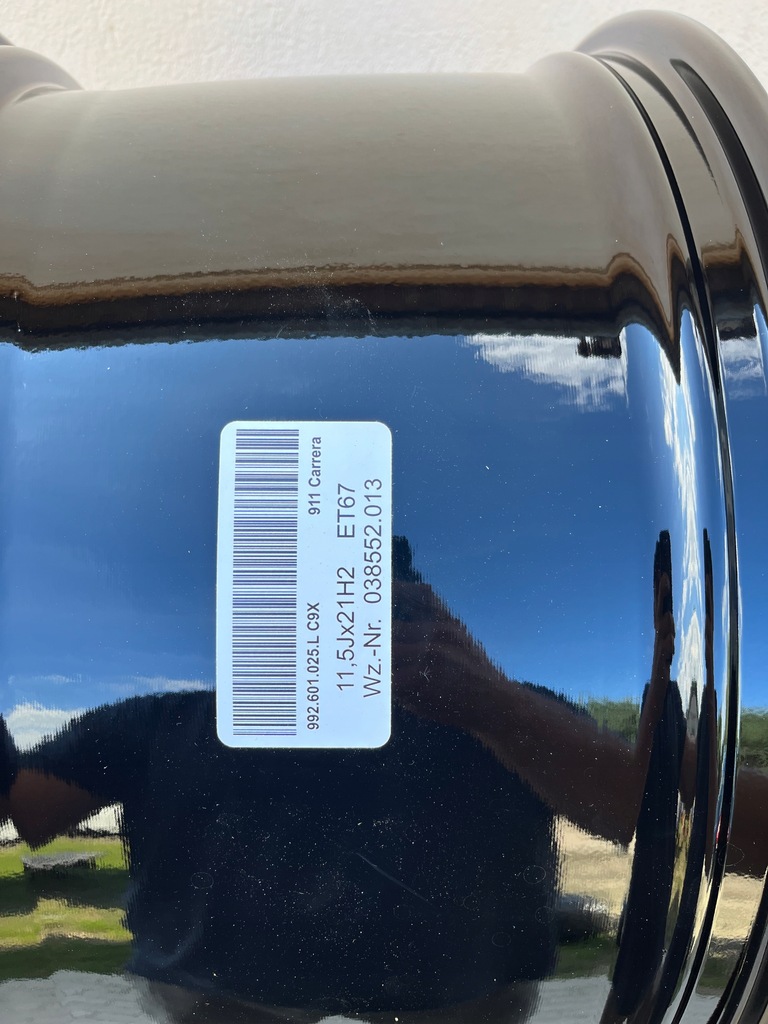 992.601.025.L C9X 911 Carrera
11,5Jx21H2 ET67
Wz.-Nr. 038552.013